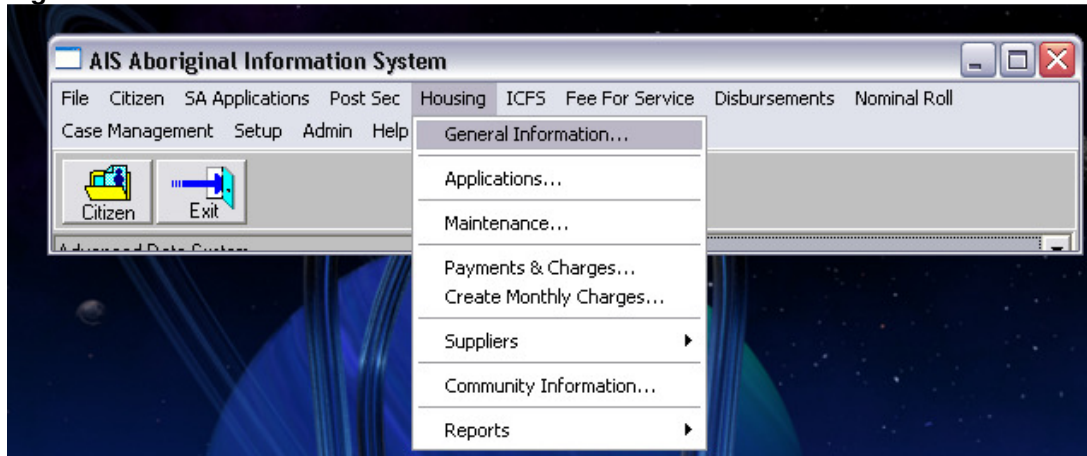 AIS Aboriginal Information System
File Citizen SA Applications Post Sec Housing ICFS Fee For Service Disbursements Nominal Roll
Case Management Setup Admin Help
General Information...
Applications...
Maintenance...
Payments & Charges...
Create Monthly Charges...
Suppliers
Community Information...
Reports
Citizen
Exit